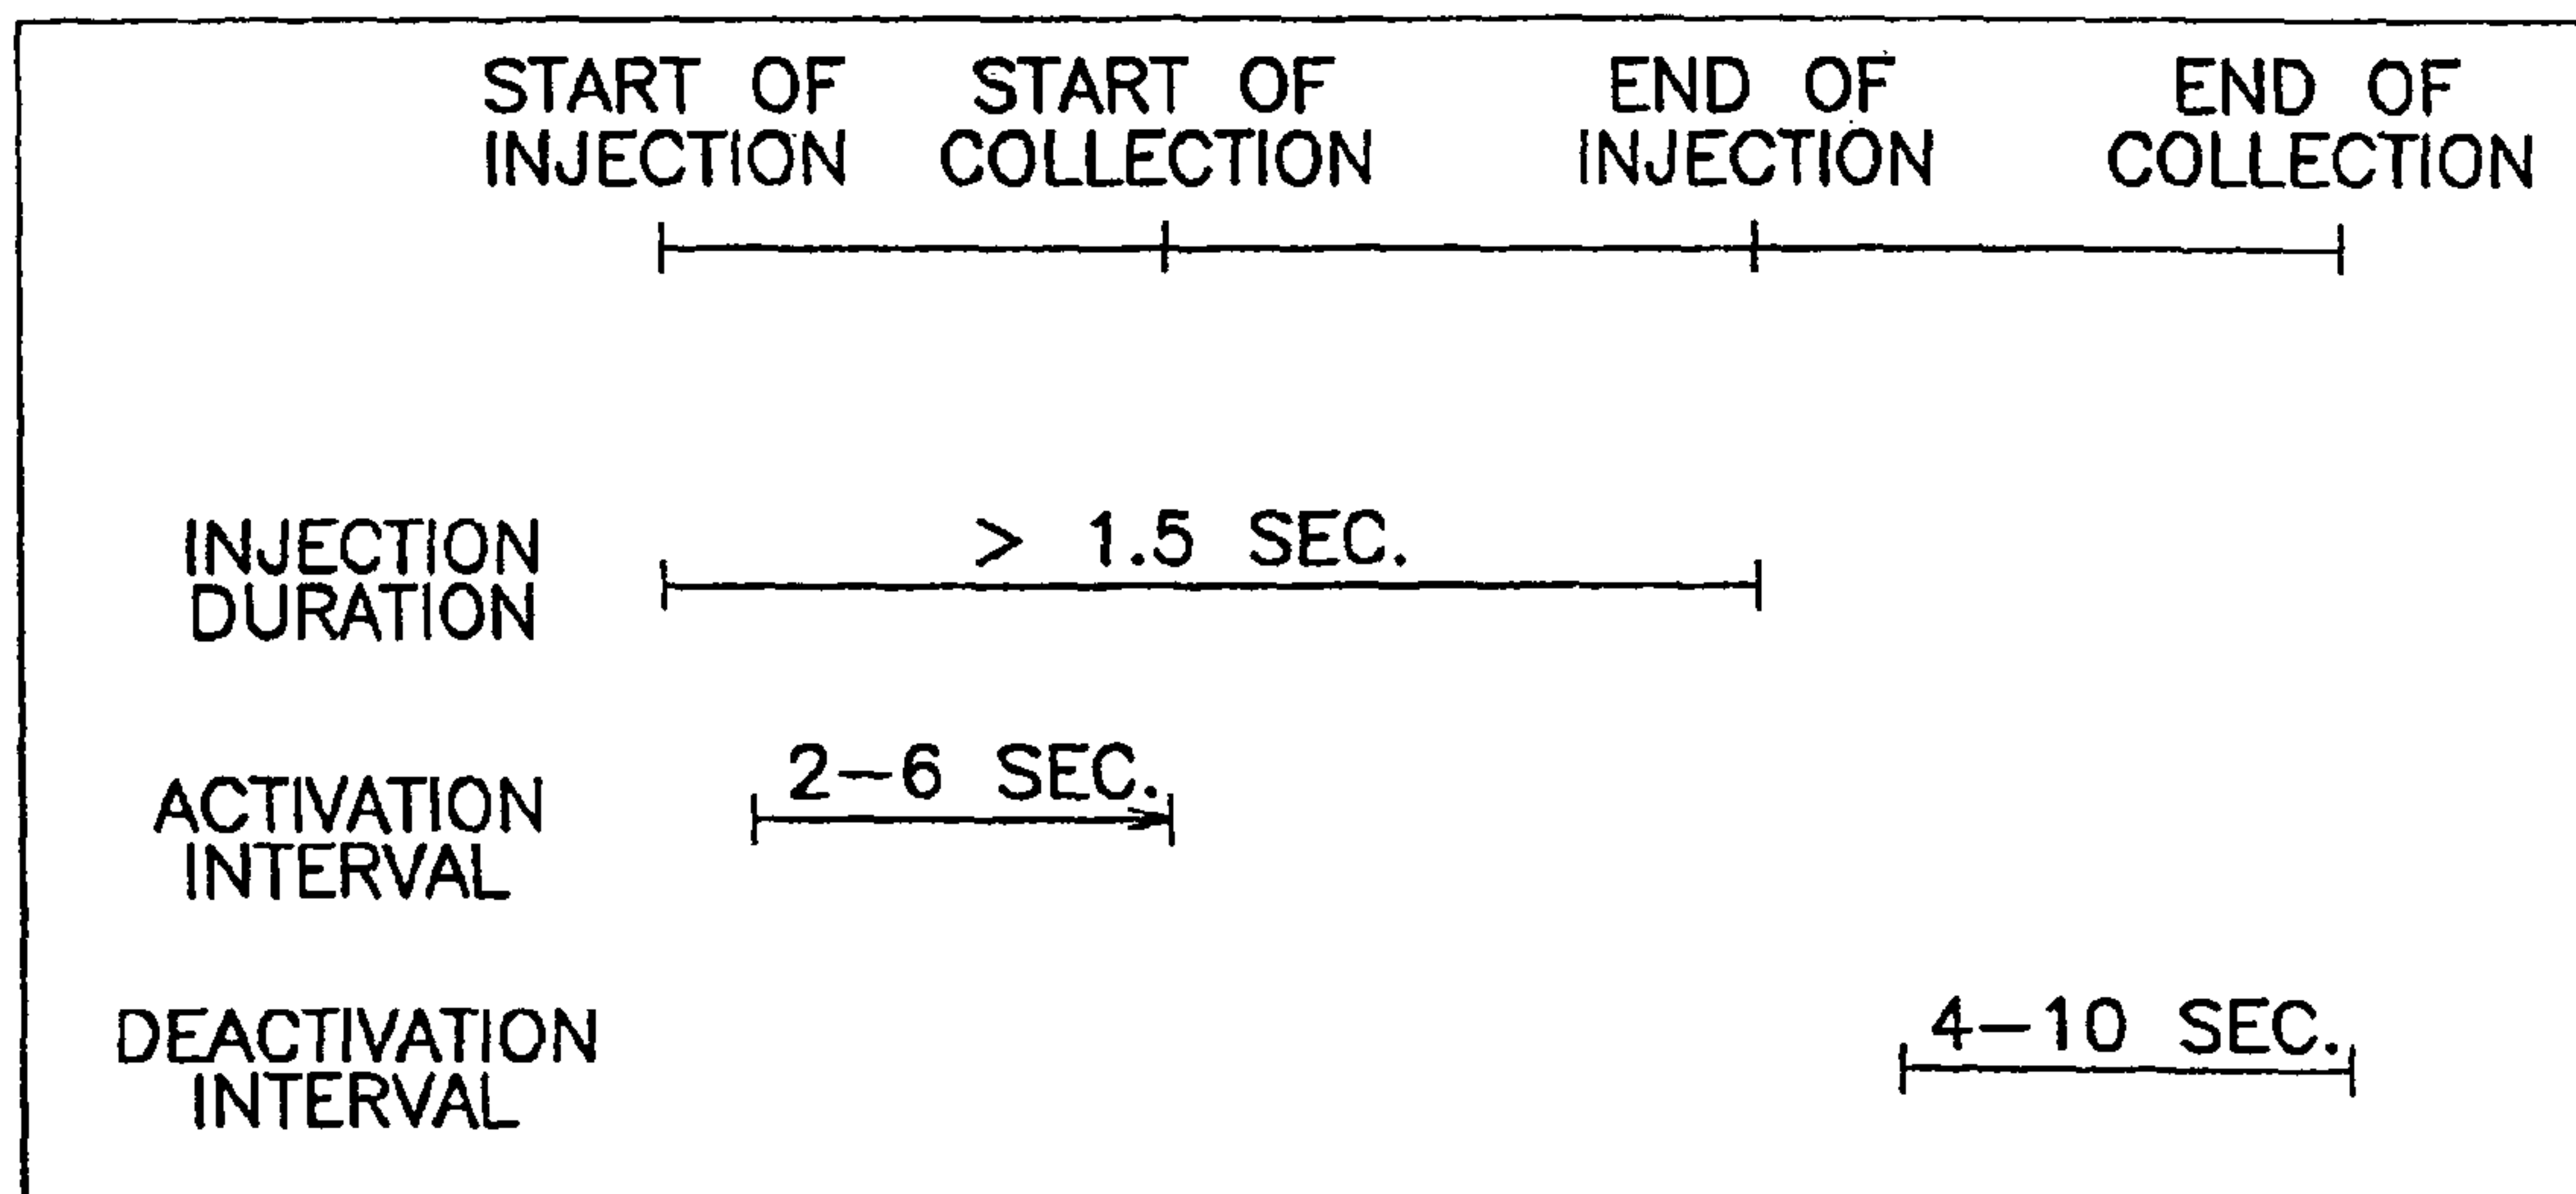 START OF INJECTION
START OF COLLECTION
END OF INJECTION
END OF COLLECTION
INJECTION
DURATION
> 1.5 SEC.
ACTIVATION
INTERVAL
2–6 SEC.
DEACTIVATION
INTERVAL
4–10 SEC.